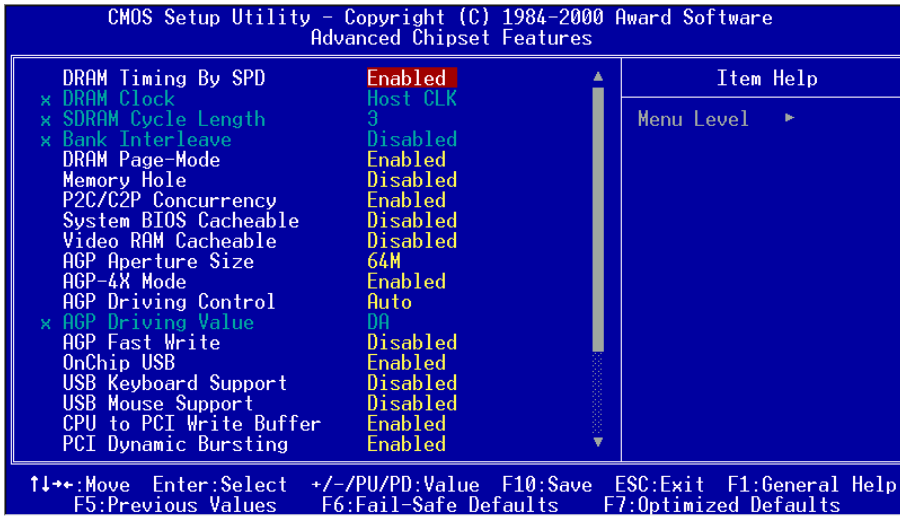 CMOS Setup Utility – Copyright (C) 1984-2000 Award Software
Advanced Chipset Features
DRAM Timing By SPD Enabled
x DRAM Clock Host CLK
x SDRAM Cycle Length 3
x Bank Interleave Disabled
DRAM Page-Mode Enabled
Memory Hole Disabled
P2C/C2P Concurrency Enabled
System BIOS Cacheable Disabled
Video RAM Cacheable Disabled
AGP Aperture Size 64M
AGP-4X Mode Enabled
AGP Driving Control Auto
x AGP Driving Value DA
AGP Fast Write Disabled
OnChip USB Enabled
USB Keyboard Support Disabled
USB Mouse Support Disabled
CPU to PCI Write Buffer Enabled
PCI Dynamic Bursting Enabled
Item Help
Menu Level ►
↑↓→←:Move Enter:Select +/-/PU/PD:Value F10:Save ESC:Exit F1:General Help
F5:Previous Values F6:Fail-Safe Defaults F7:Optimized Defaults